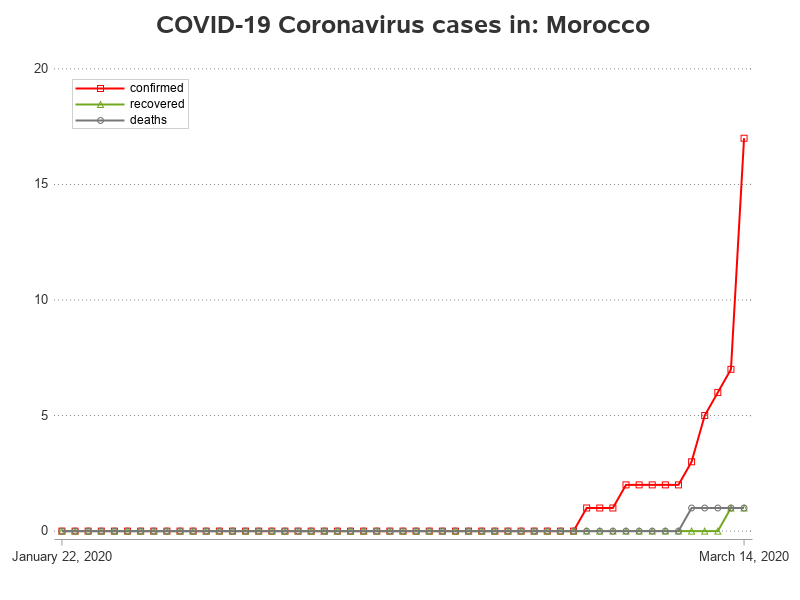 COVID-19 Coronavirus cases in: Morocco
20
confirmed
recovered
deaths
15
10
5
0
January 22, 2020
March 14, 2020